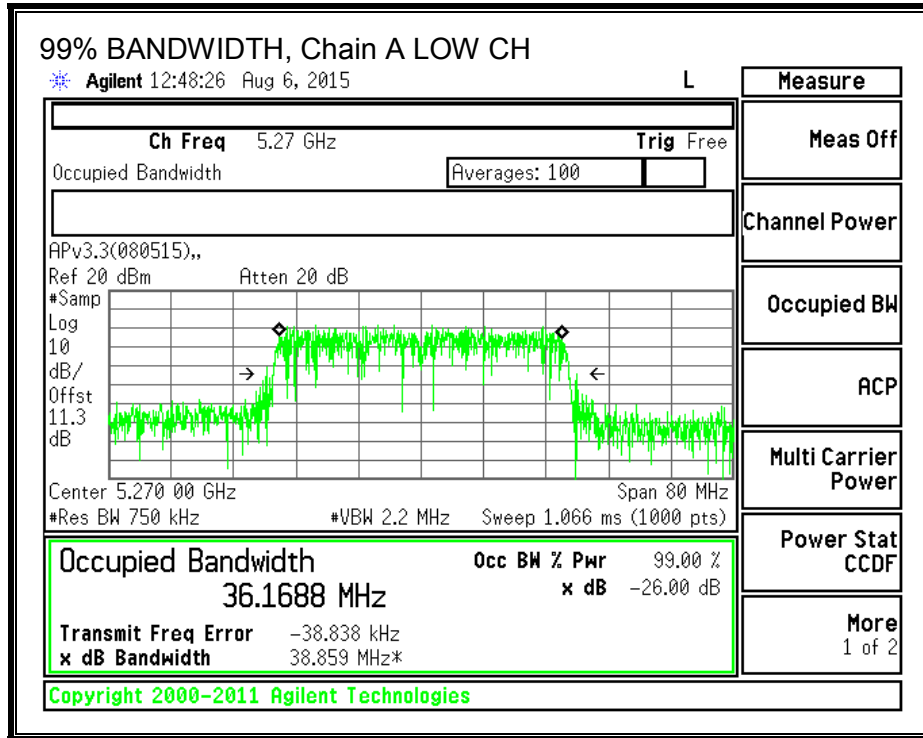 99% BANDWIDTH, Chain A LOW CH
Agilent 12:48:26 Aug 6, 2015 L
Measure
Ch Freq 5.27 GHz Trig Free
Meas Off
Occupied Bandwidth Averages: 100
Channel Power
APv3.3(080515),,
Ref 20 dBm Atten 20 dB
#Samp
Log
10
dB/
Offst
11.3
dB
Occupied BW
ACP
Center 5.270 00 GHz Span 80 MHz
#Res BW 750 kHz #VBW 2.2 MHz Sweep 1.066 ms (1000 pts)
Multi Carrier
Power
Occupied Bandwidth
36.1688 MHz
Occ BW % Pwr 99.00 %
x dB -26.00 dB
Transmit Freq Error -38.838 kHz
x dB Bandwidth 38.859 MHz*
Power Stat
CCDF
More
1 of 2
Copyright 2000-2011 Agilent Technologies